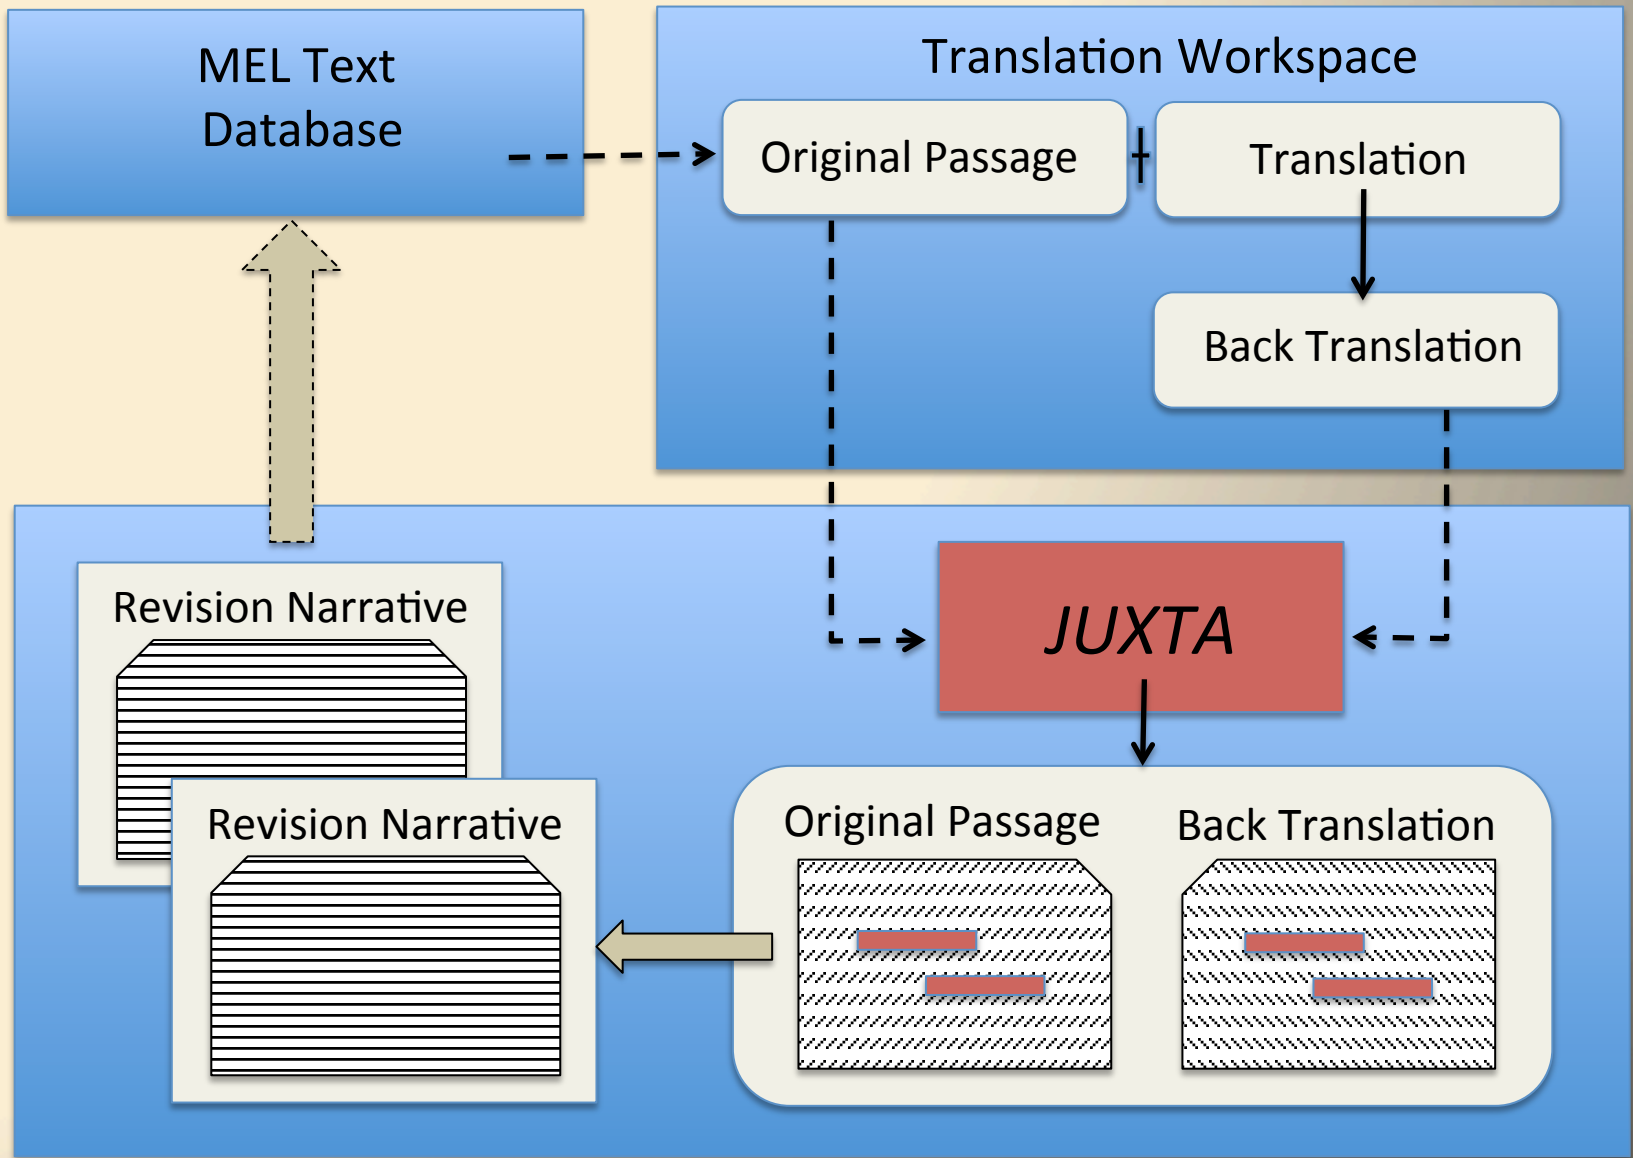 MEL Text
Database
Translation Workspace
Original Passage
Translation
Back Translation
JUXTA
Revision Narrative
Revision Narrative
Original Passage
Back Translation